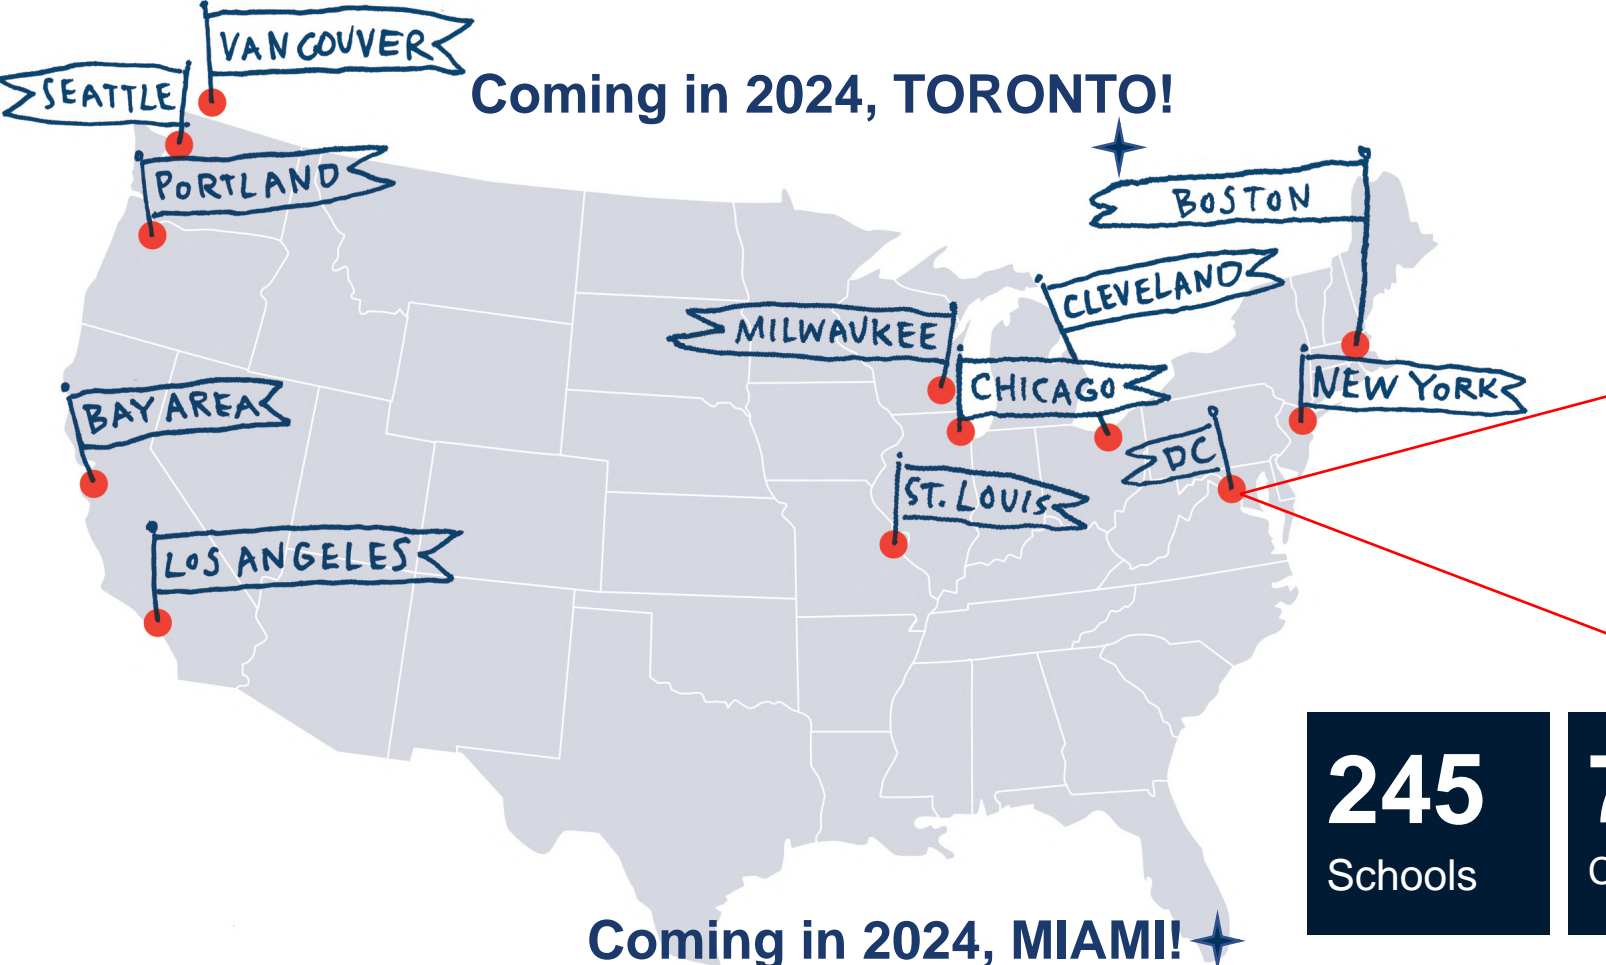 VANCOUVER
SEATTLE
Coming in 2024, TORONTO!
PORTLAND
BOSTON
CLEVELAND
MILWAUKEE
CHICAGO
NEW YORK
BAY AREA
DC
ST. LOUIS
LOS ANGELES
245
Schools
Coming in 2024, MIAMI!